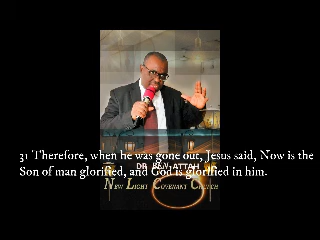 31 Therefore, when he was gone out, Jesus said, Now is the
Son of man glorified, and God is glorified in him.
DR. BEN ATTAH
New Light Covenant Church